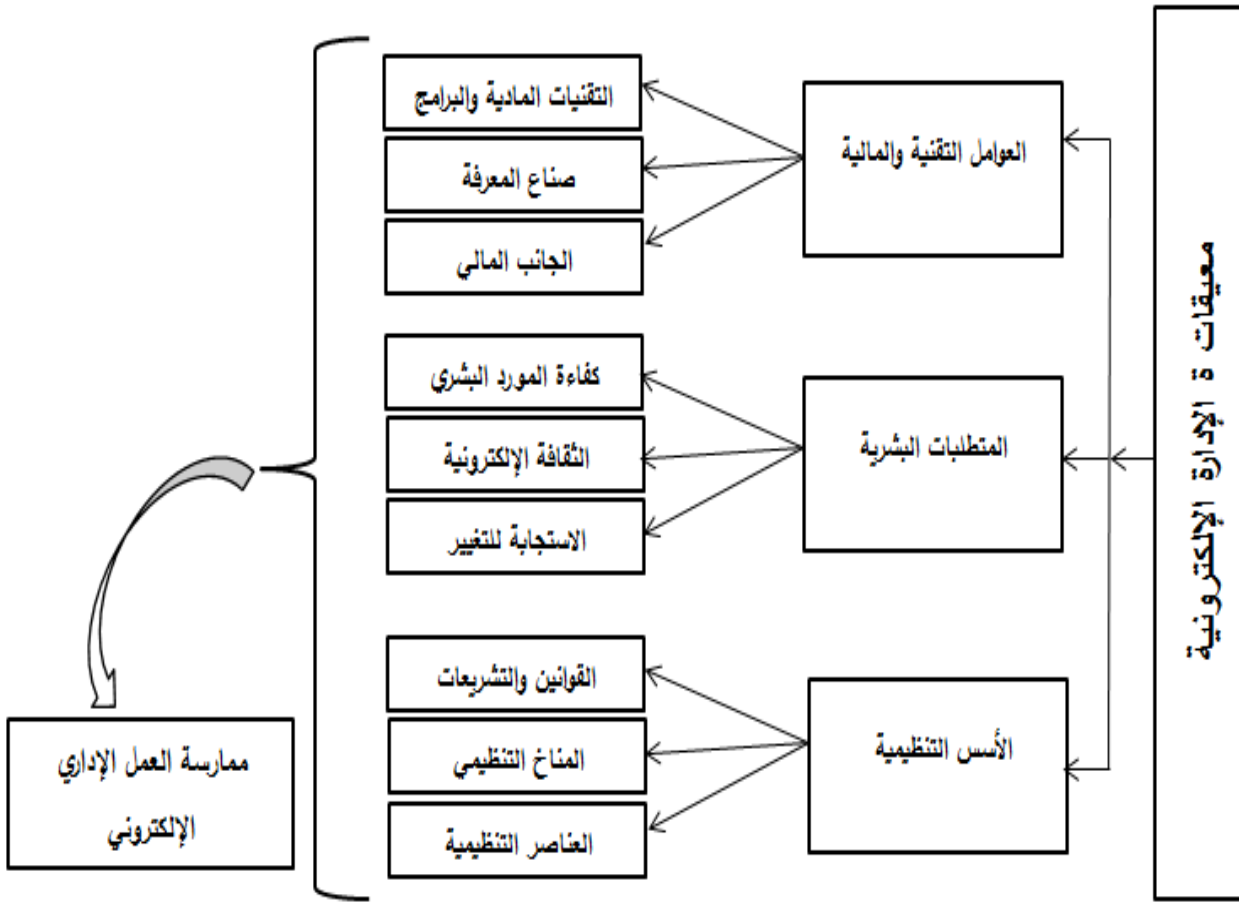 معيقات ة الإدارة الإلكترونية
العوامل التقنية والمالية
التقنيات المادية والبرامج
صناع المعرفة
الجانب المالي
المتطلبات البشرية
كفاءة المورد البشري
الثقافة الإلكترونية
الاستجابة للتغيير
الأسس التنظيمية
القوانين والتشريعات
المناخ التنظيمي
العناصر التنظيمية
ممارسة العمل الإداري
الإلكتروني